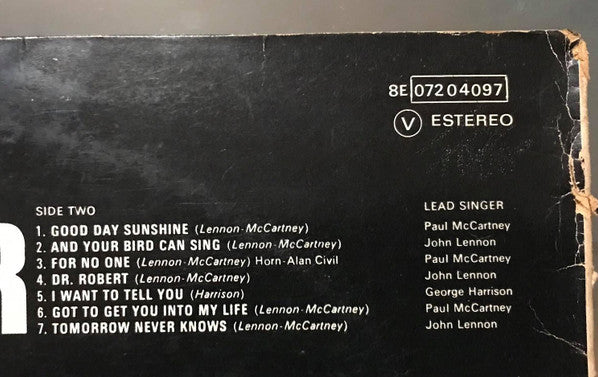 8E 072 04097
V ESTEREO
SIDE TWO LEAD SINGER
1. GOOD DAY SUNSHINE (Lennon-McCartney) Paul McCartney
2. AND YOUR BIRD CAN SING (Lennon-McCartney) John Lennon
3. FOR NO ONE (Lennon-McCartney) Horn-Alan Civil Paul McCartney
4. DR. ROBERT (Lennon-McCartney) John Lennon
5. I WANT TO TELL YOU (Harrison) George Harrison
6. GOT TO GET YOU INTO MY LIFE (Lennon-McCartney) Paul McCartney
7. TOMORROW NEVER KNOWS (Lennon-McCartney) John Lennon
R